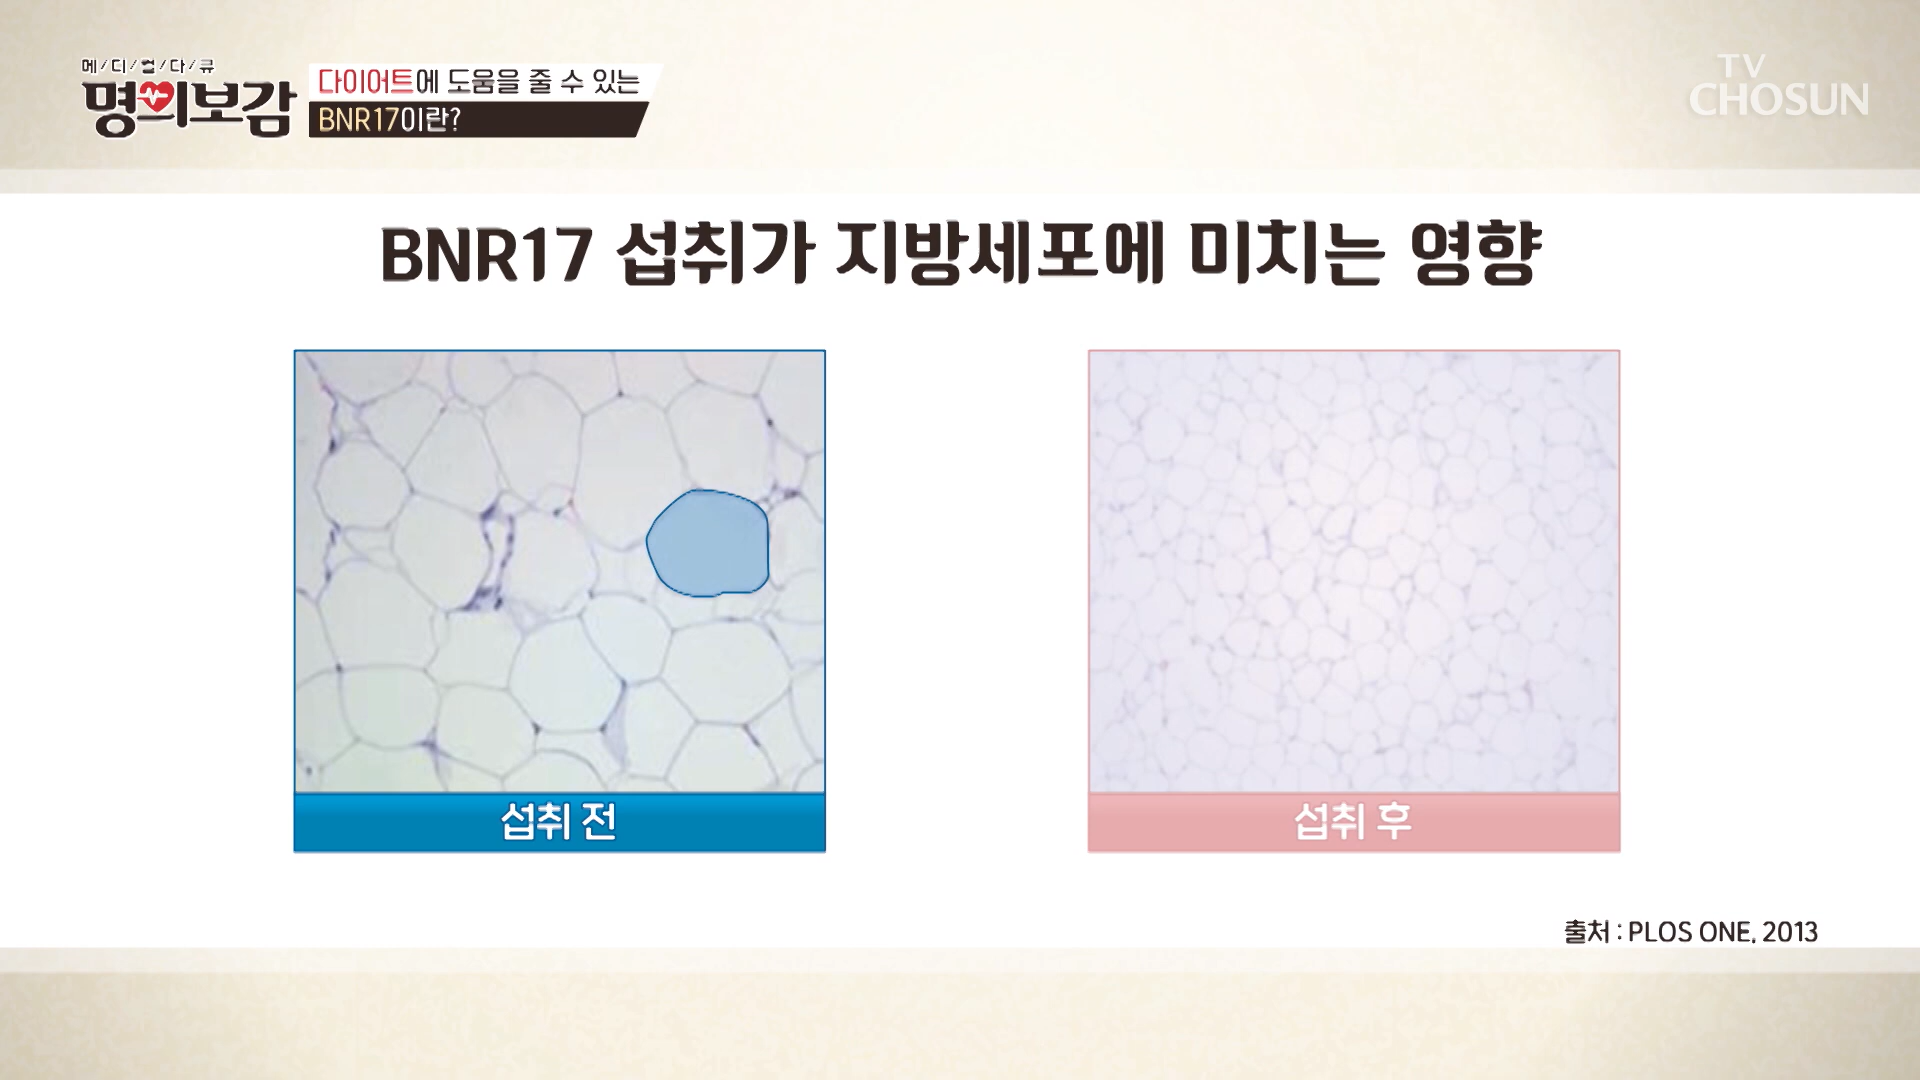 메/디/컬/다/큐
명의보감
다이어트에 도움을 줄 수 있는
BNR17이란?
TV
CHOSUN
BNR17 섭취가 지방세포에 미치는 영향
섭취 전
섭취 후
출처 : PLOS ONE, 2013